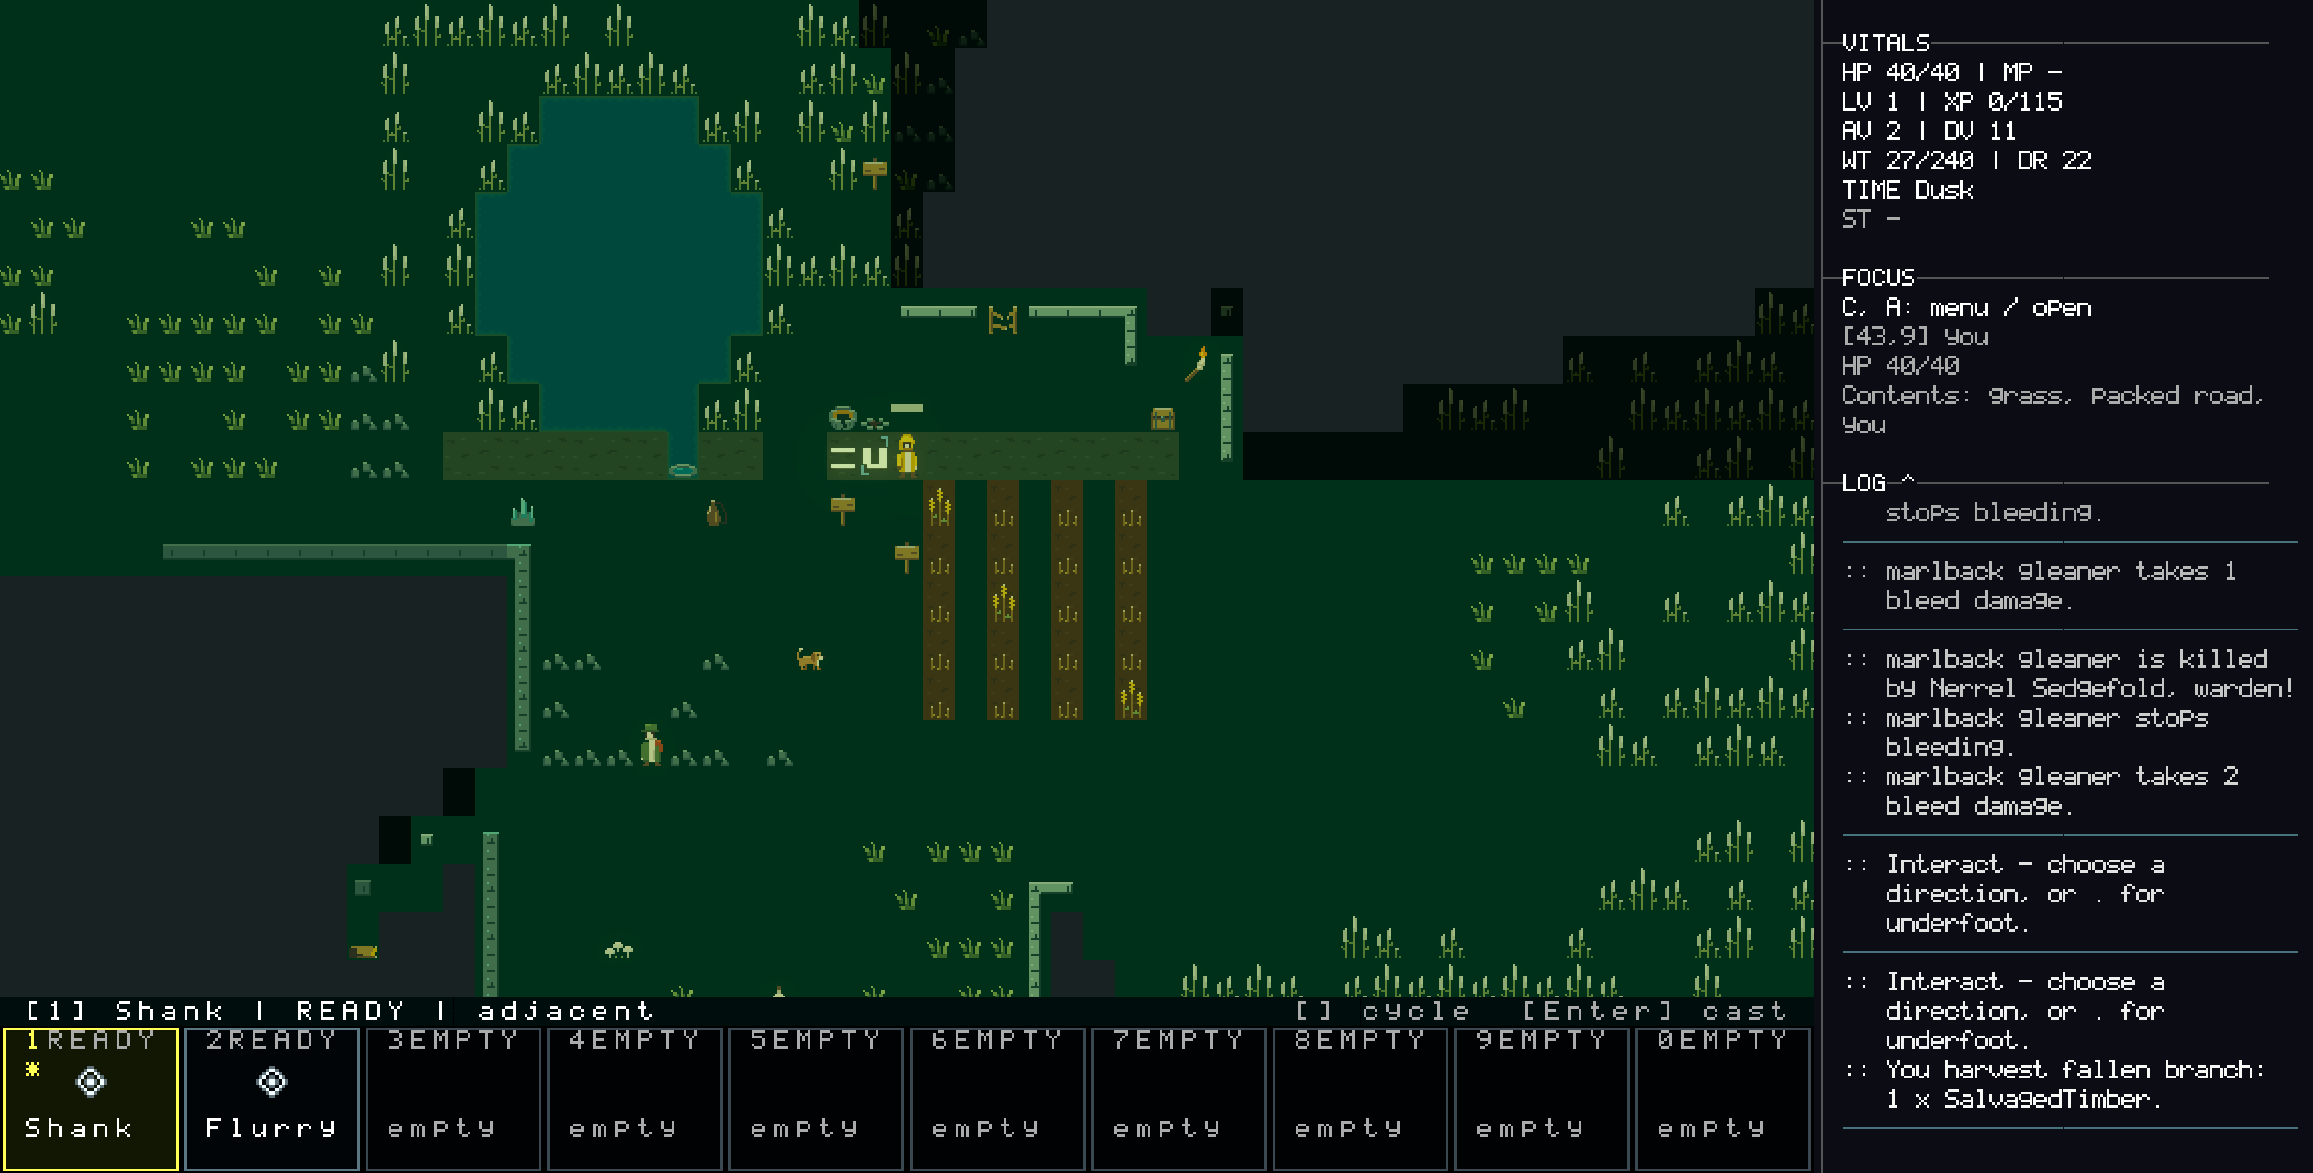 VITALS
HP 40/40 | MP -
LV 1 | XP 0/115
AV 2 | DV 11
WT 27/240 | DR 22
TIME Dusk
ST -
FOCUS
C, A: menu / oPen
[43,9] You
HP 40/40
Contents: grass, Packed road,
You
LOG ^
stoPs bleeding.
:: marlback gleaner takes 1
bleed damage.
:: marlback gleaner is killed
by Nerrel Sedgefold, warden!
:: marlback gleaner stoPs
bleeding.
:: marlback gleaner takes 2
bleed damage.
:: Interact - choose a
direction, or . for
underfoot.
:: Interact - choose a
direction, or . for
underfoot.
:: You harvest fallen branch:
1 x SalvagedTimber.
[1] Shank | READY | adjacent
[] cycle [Enter] cast
1READY 2READY 3EMPTY 4EMPTY 5EMPTY 6EMPTY 7EMPTY 8EMPTY 9EMPTY 0EMPTY
Shank Flurry empty empty empty empty empty empty empty empty